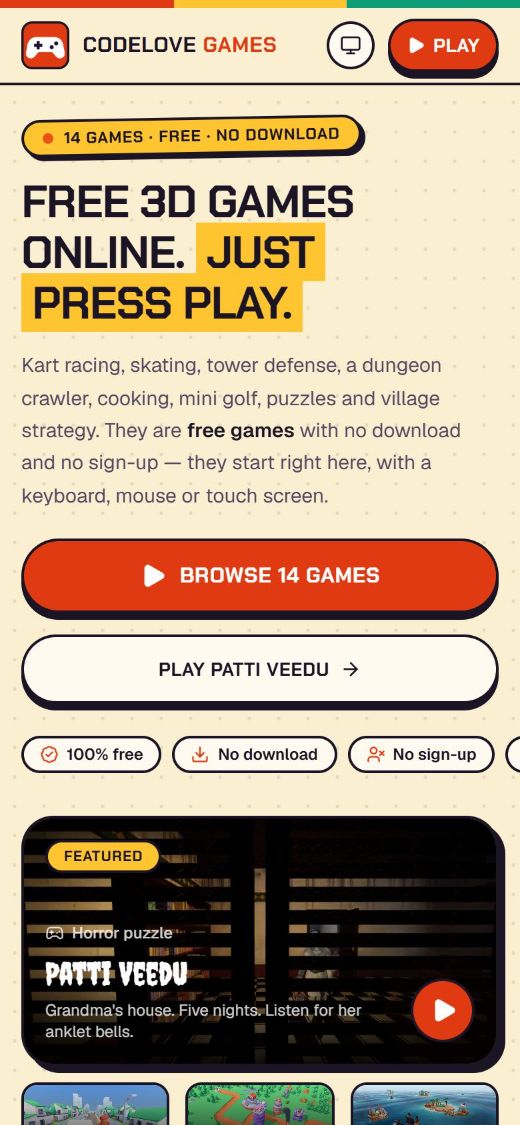 CODELOVE GAMES
PLAY
14 GAMES · FREE · NO DOWNLOAD
FREE 3D GAMES
ONLINE. JUST
PRESS PLAY.
Kart racing, skating, tower defense, a dungeon
crawler, cooking, mini golf, puzzles and village
strategy. They are free games with no download
and no sign-up — they start right here, with a
keyboard, mouse or touch screen.
BROWSE 14 GAMES
PLAY PATTI VEEDU →
100% free
No download
No sign-up
FEATURED
Horror puzzle
PATTI VEEDU
Grandma's house. Five nights. Listen for her
anklet bells.